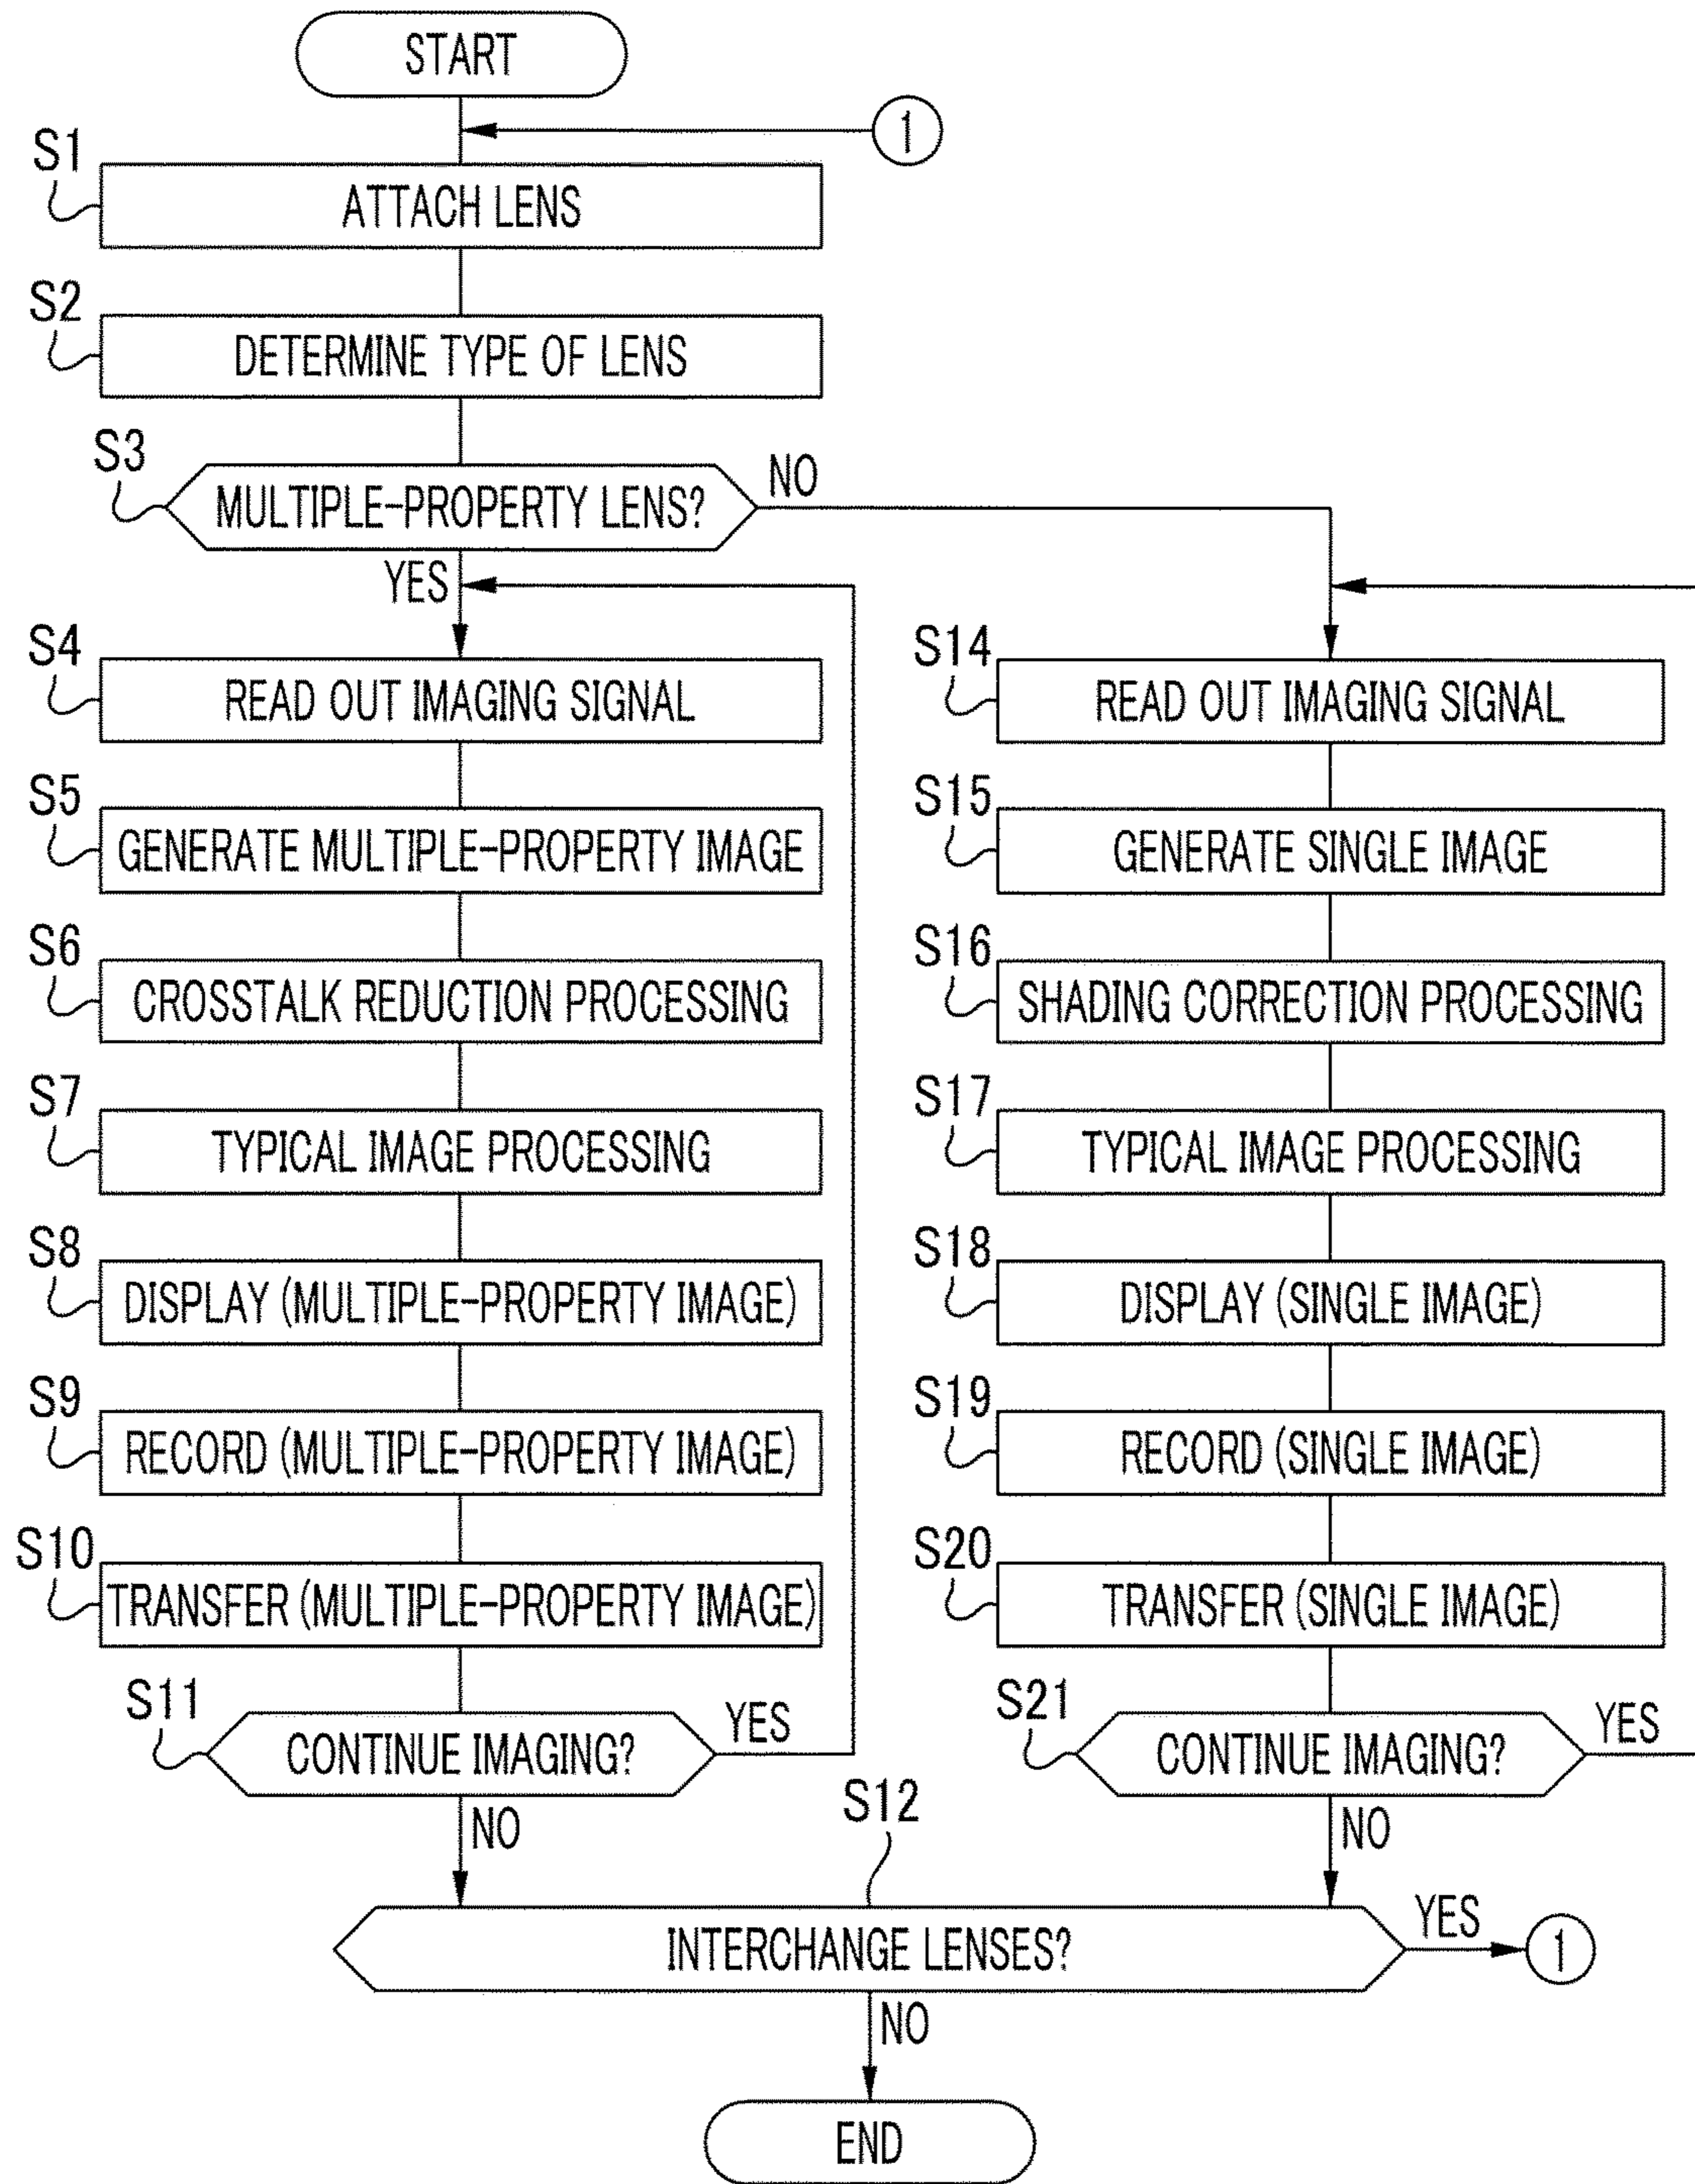 START
1
S1
ATTACH LENS
S2
DETERMINE TYPE OF LENS
S3
MULTIPLE-PROPERTY LENS?
NO
YES
S4
READ OUT IMAGING SIGNAL
S5
GENERATE MULTIPLE-PROPERTY IMAGE
S6
CROSSTALK REDUCTION PROCESSING
S7
TYPICAL IMAGE PROCESSING
S8
DISPLAY (MULTIPLE-PROPERTY IMAGE)
S9
RECORD (MULTIPLE-PROPERTY IMAGE)
S10
TRANSFER (MULTIPLE-PROPERTY IMAGE)
S11
CONTINUE IMAGING?
YES
NO
S14
READ OUT IMAGING SIGNAL
S15
GENERATE SINGLE IMAGE
S16
SHADING CORRECTION PROCESSING
S17
TYPICAL IMAGE PROCESSING
S18
DISPLAY (SINGLE IMAGE)
S19
RECORD (SINGLE IMAGE)
S20
TRANSFER (SINGLE IMAGE)
S21
CONTINUE IMAGING?
YES
NO
S12
INTERCHANGE LENSES?
YES
1
NO
END